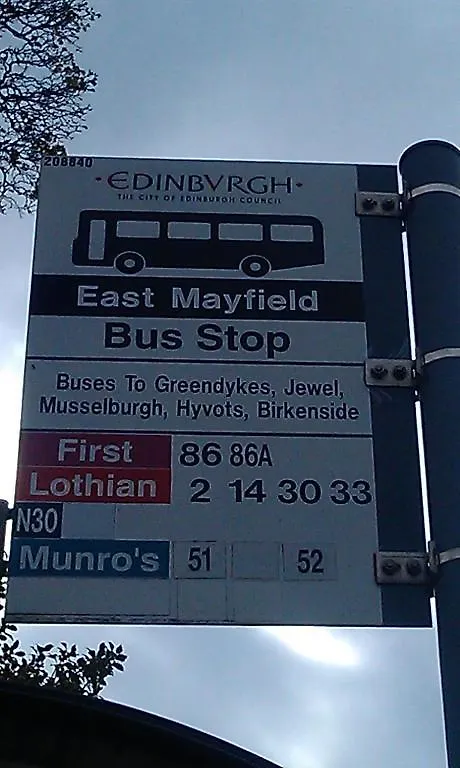 208840
·EDINBVRGH·
THE CITY OF EDINBURGH COUNCIL
East Mayfield
Bus Stop
Buses To Greendykes, Jewel,
Musselburgh, Hyvots, Birkenside
First 86 86A
Lothian 2 14 30 33
N30
Munro's 51 52